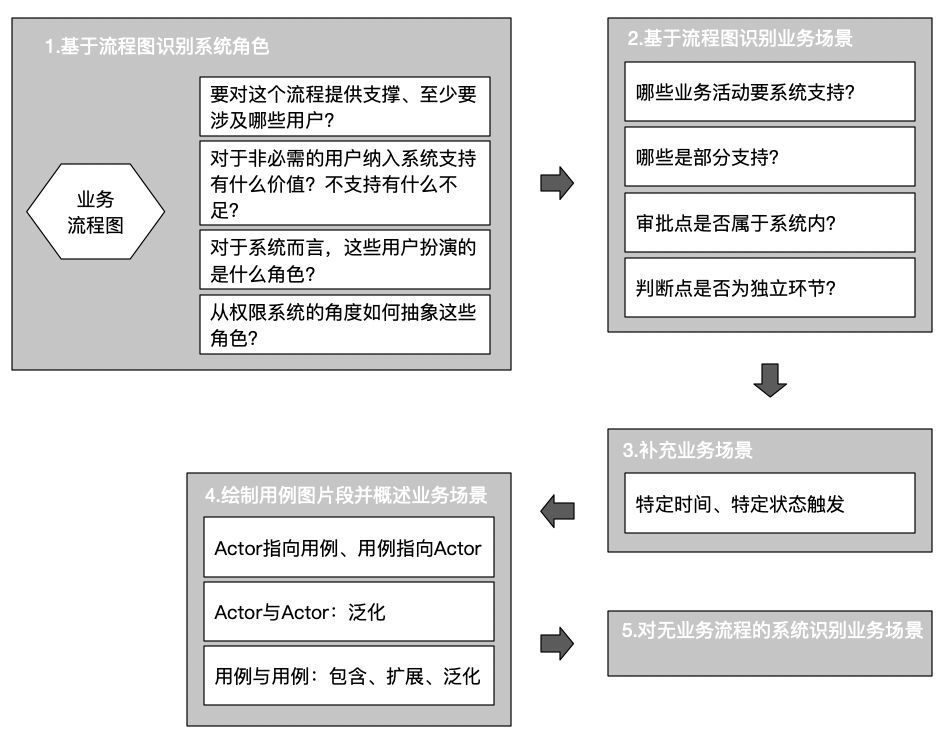 1.基于流程图识别系统角色
业务
流程图
要对这个流程提供支撑、至少要
涉及哪些用户？
对于非必需的用户纳入系统支持
有什么价值？不支持有什么不
足？
对于系统而言，这些用户扮演的
是什么角色？
从权限系统的角度如何抽象这些
角色？
2.基于流程图识别业务场景
哪些业务活动要系统支持？
哪些是部分支持？
审批点是否属于系统内？
判断点是否为独立环节？
3.补充业务场景
特定时间、特定状态触发
4.绘制用例图片段并概述业务场景
Actor指向用例、用例指向Actor
Actor与Actor：泛化
用例与用例：包含、扩展、泛化
5.对无业务流程的系统识别业务场景